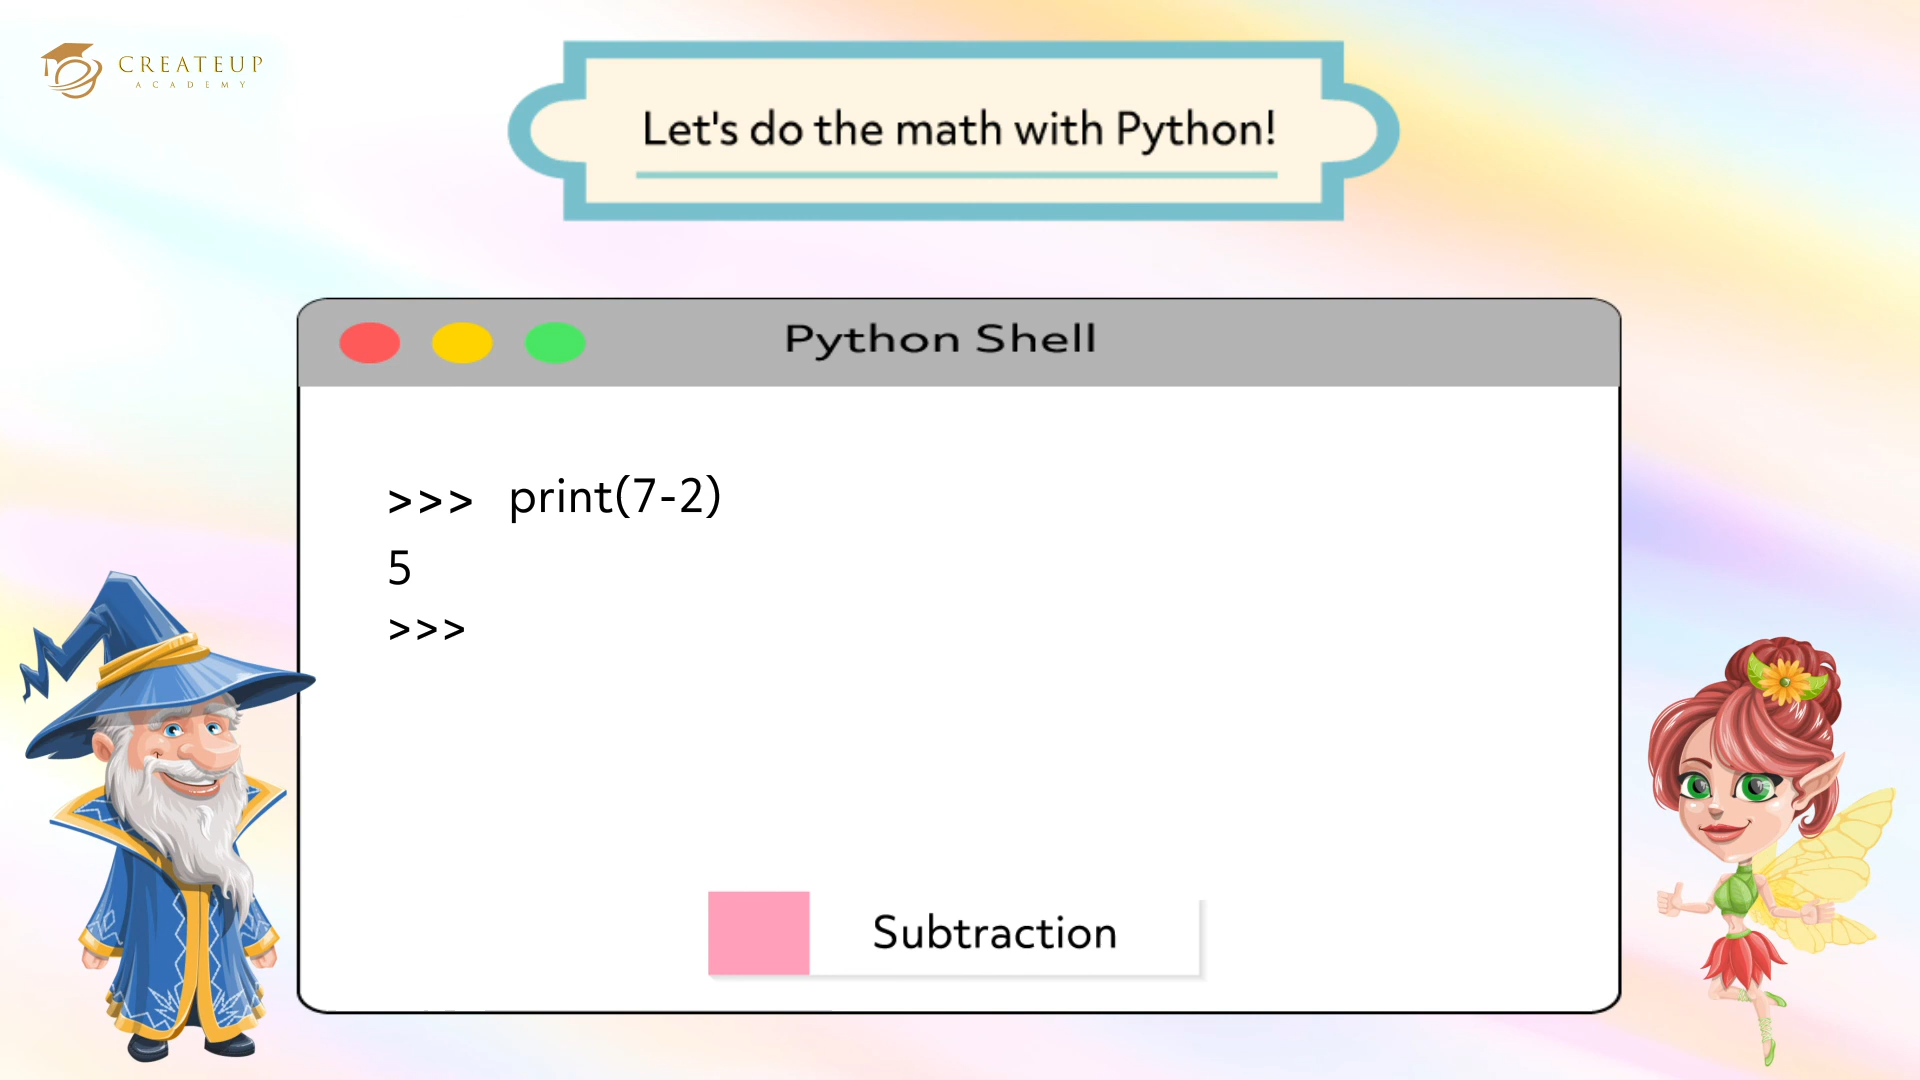 CREATEUP
ACADEMY
Let's do the math with Python!
Python Shell
>>> print(7-2)
5
>>>
Subtraction